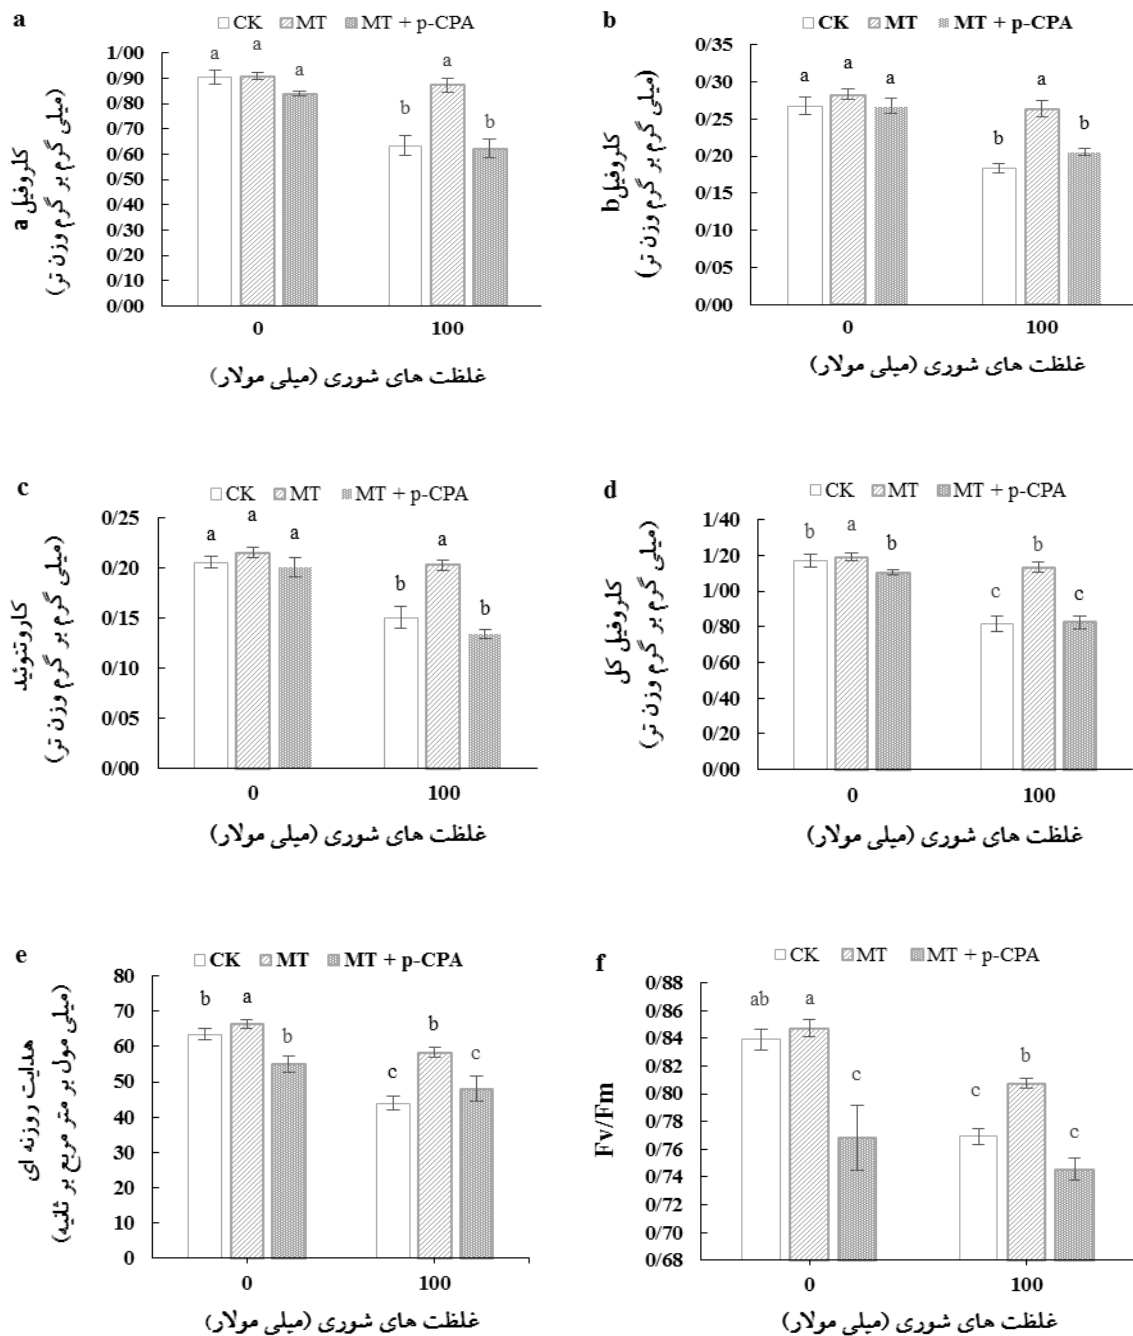 a
CK MT MT + p-CPA
1/00
0/90
0/80
0/70
0/60
0/50
0/40
0/30
0/20
0/10
0/00
a a a b a b
0 100
کلروفیل a
(میلی گرم بر گرم وزن تر)
غلظت های شوری (میلی مولار)
b
CK MT MT + p-CPA
0/35
0/30
0/25
0/20
0/15
0/10
0/05
0/00
a a a b a b
0 100
کلروفیل b
(میلی گرم بر گرم وزن تر)
غلظت های شوری (میلی مولار)
c
CK MT MT + p-CPA
0/25
0/20
0/15
0/10
0/05
0/00
a a a b a b
0 100
کاروتنوئید
(میلی گرم بر گرم وزن تر)
غلظت های شوری (میلی مولار)
d
CK MT MT + p-CPA
1/40
1/20
1/00
0/80
0/60
0/40
0/20
0/00
b a b c b c
0 100
کلروفیل کل
(میلی گرم بر گرم وزن تر)
غلظت های شوری (میلی مولار)
e
CK MT MT + p-CPA
80
70
60
50
40
30
20
10
0
b a b c b c
0 100
هدایت روزنه ای
(میلی مول بر متر مربع بر ثانیه)
غلظت های شوری (میلی مولار)
f
CK MT MT + p-CPA
0/88
0/86
0/84
0/82
0/80
0/78
0/76
0/74
0/72
0/70
0/68
ab a c c b c
0 100
Fv/Fm
غلظت های شوری (میلی مولار)